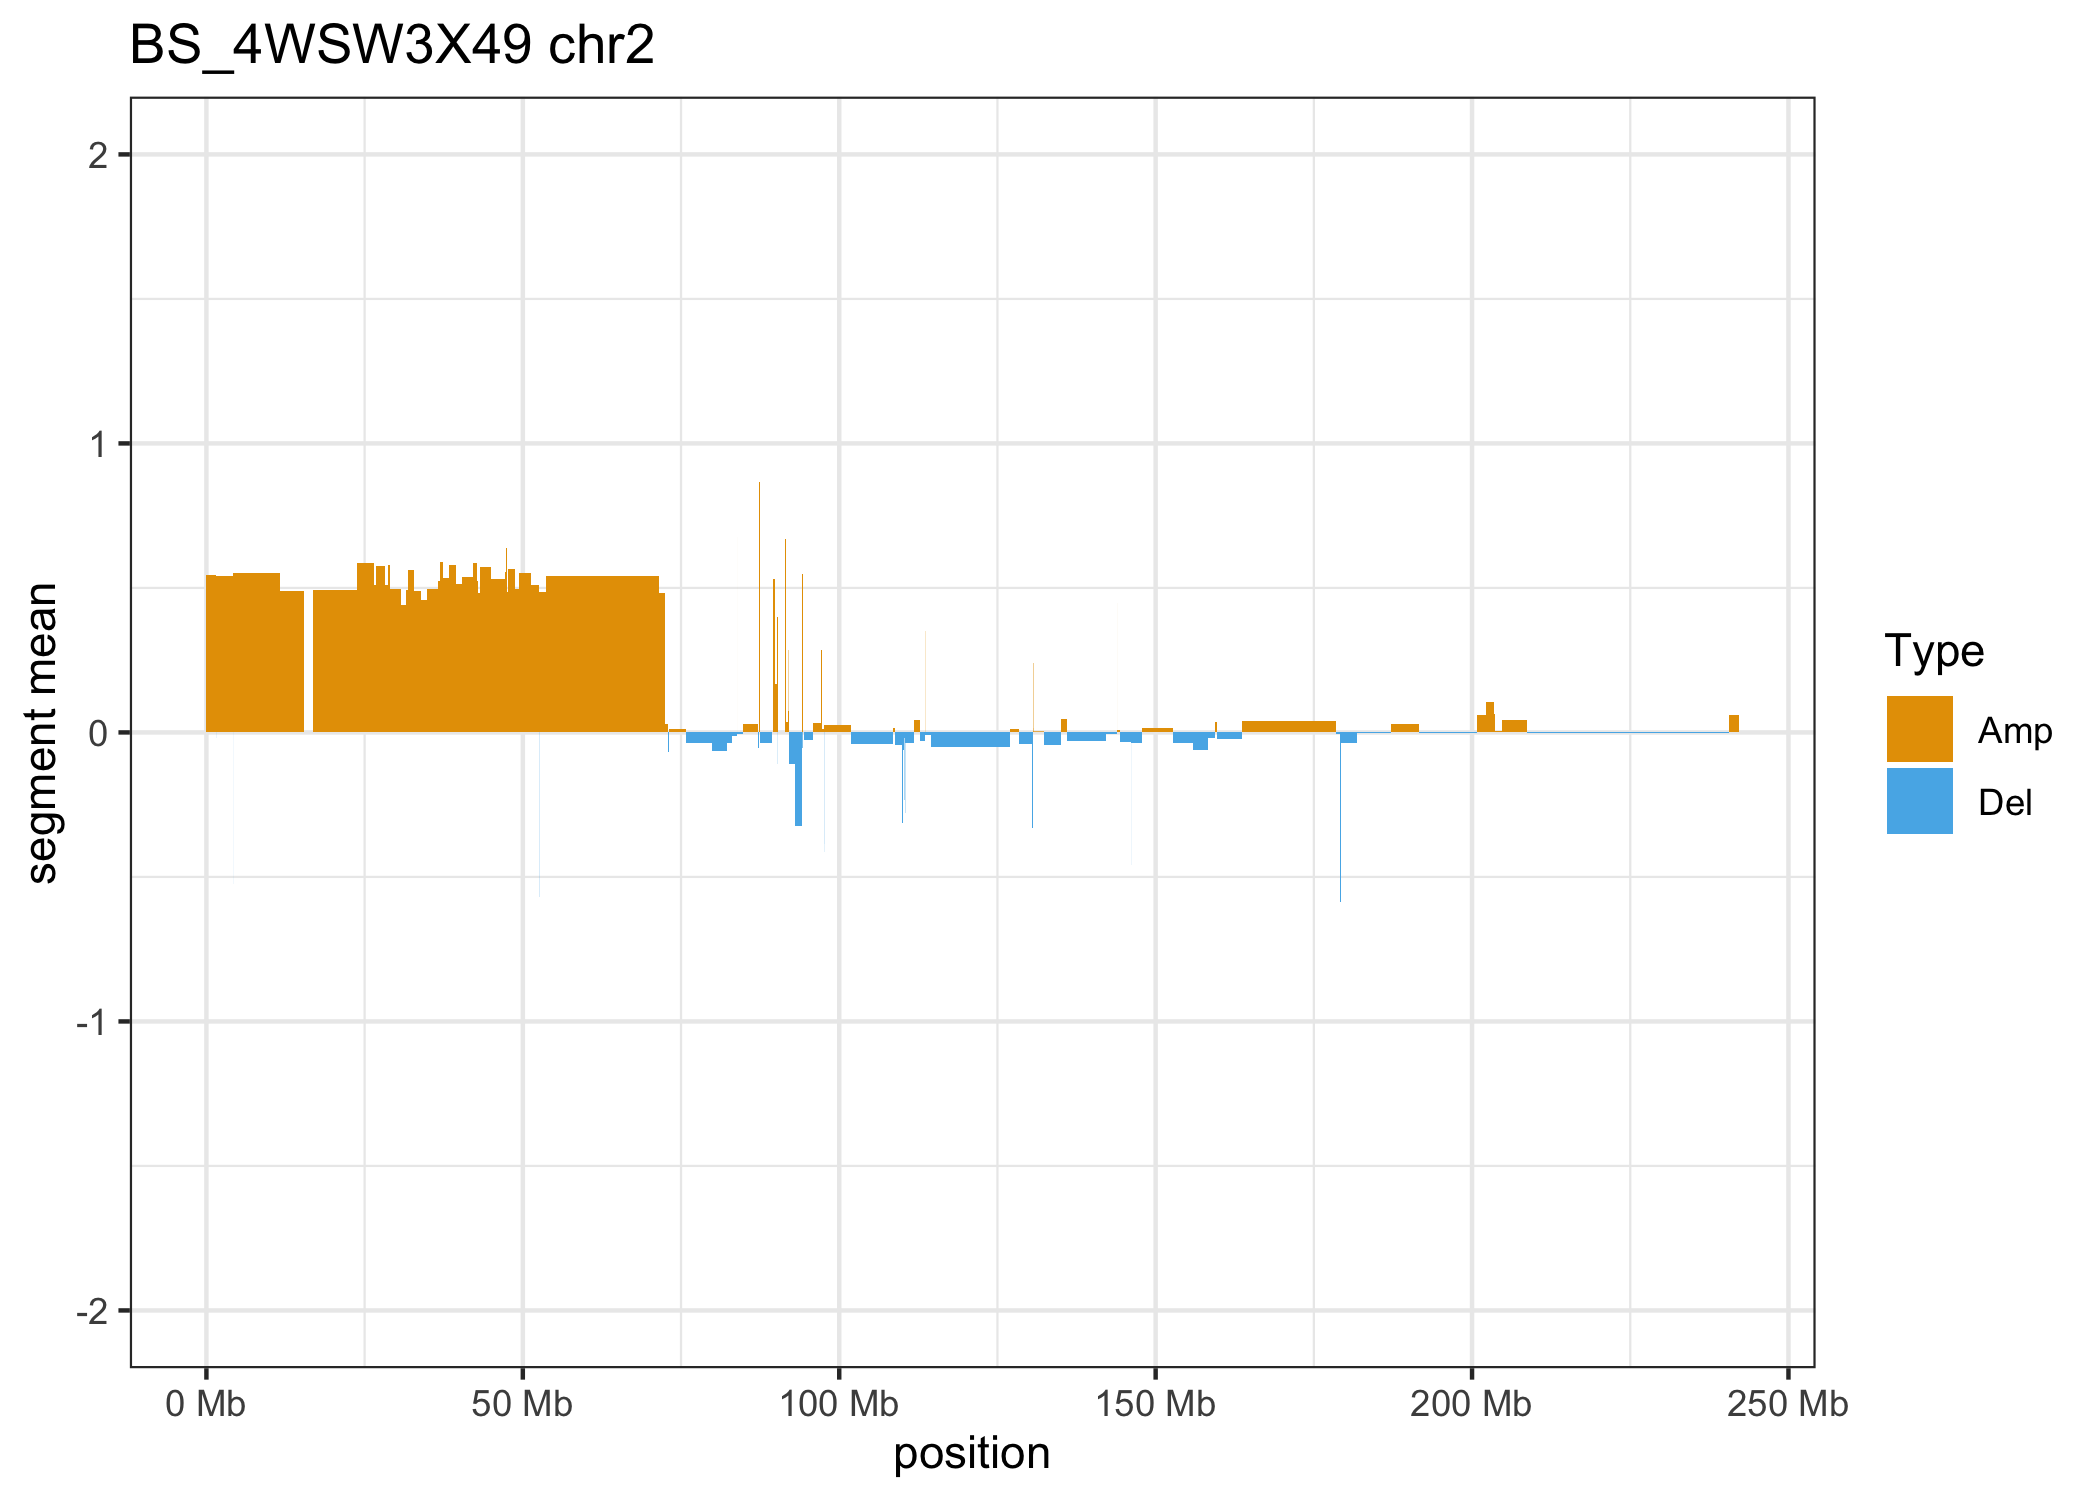 BS_4WSW3X49 chr2
segment mean
2
1
0
-1
-2
0 Mb
50 Mb
100 Mb
150 Mb
200 Mb
250 Mb
position
Type
Amp
Del